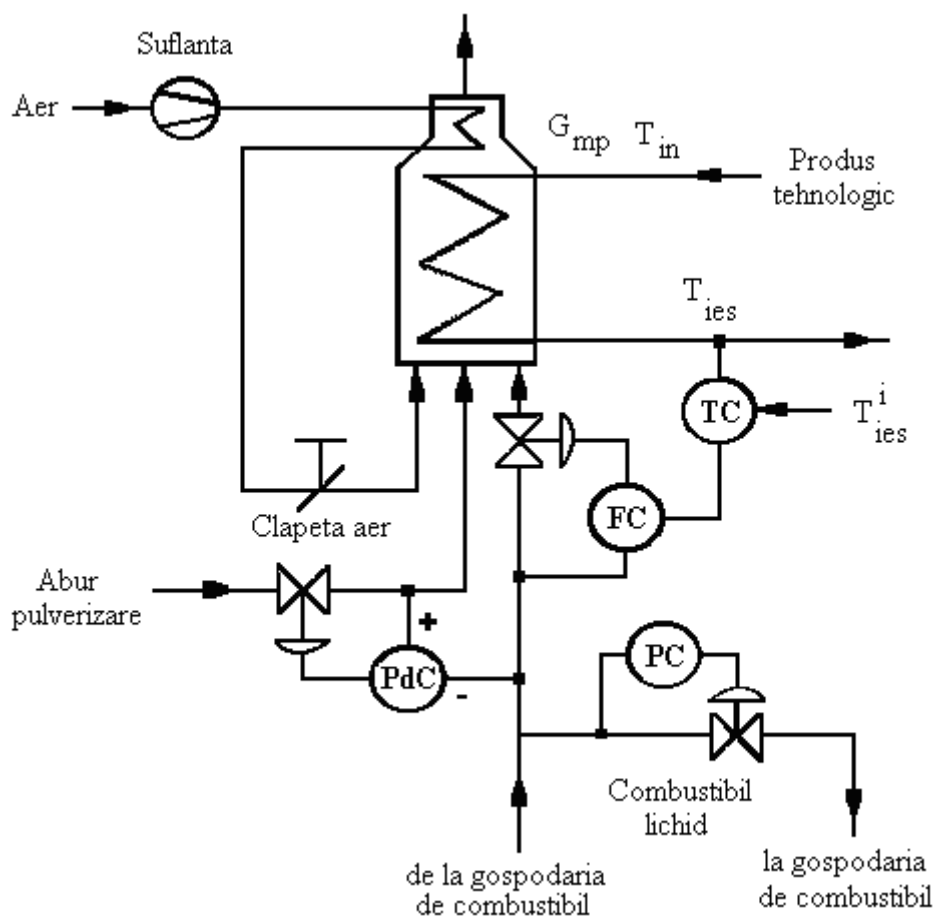 Suflanta
Aer
G mp T in
Produs
tehnologic
T ies
TC
T i ies
FC
Clapeta aer
Abur
pulverizare
+
PdC
-
PC
Combustibil
lichid
de la gospodaria
de combustibil
la gospodaria
de combustibil